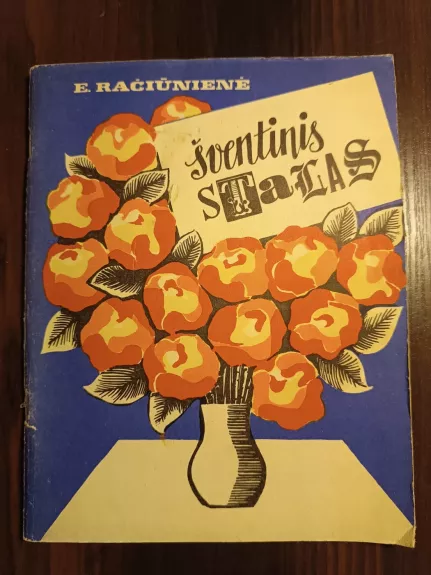 E. RAČIŪNIENĖ
šventinis
STaLAS